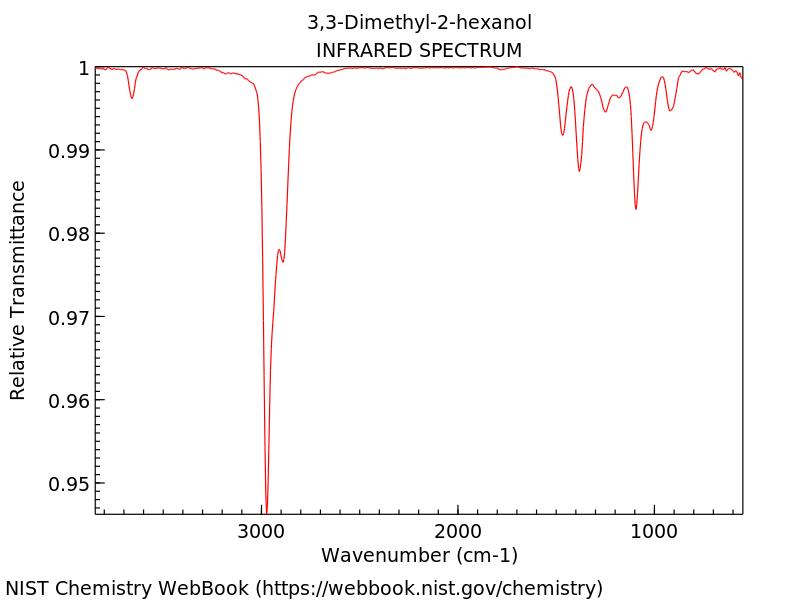 3,3-Dimethyl-2-hexanol
INFRARED SPECTRUM
1
0.99
0.98
0.97
0.96
0.95
Relative Transmittance
3000 2000 1000
Wavenumber (cm-1)
NIST Chemistry WebBook (https://webbook.nist.gov/chemistry)